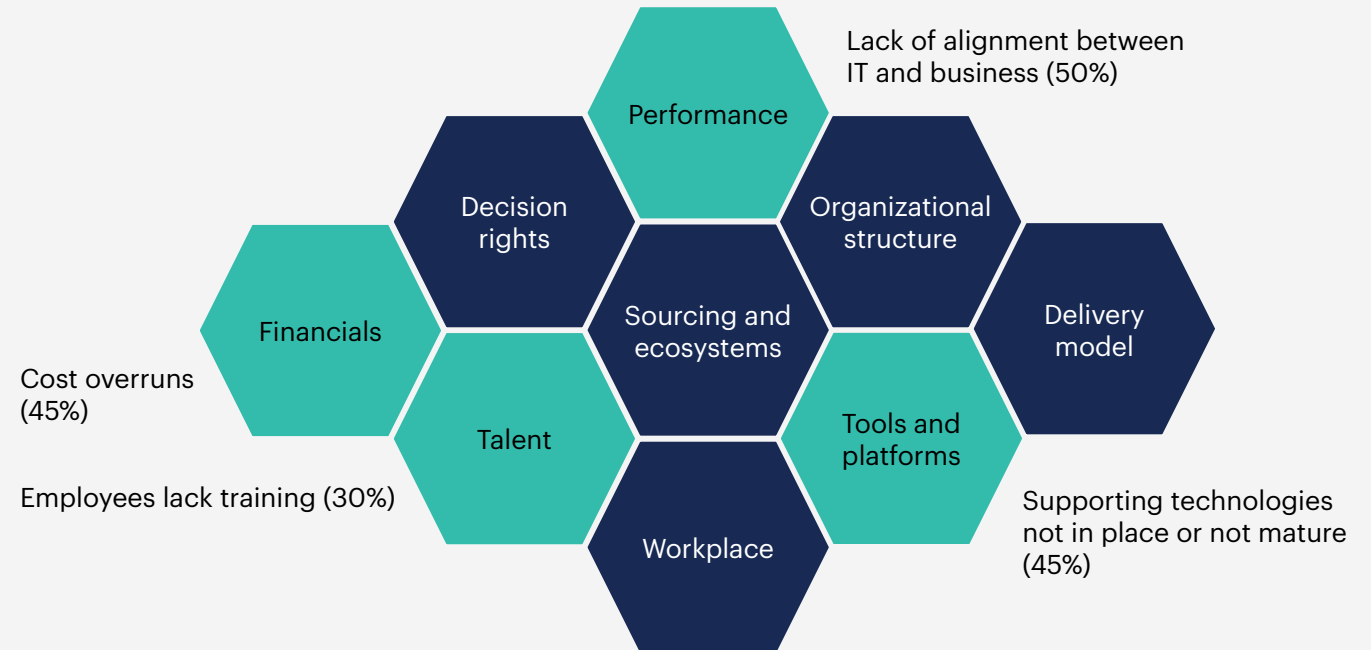 Lack of alignment between
IT and business (50%)
Performance
Decision
rights
Organizational
structure
Financials
Sourcing and
ecosystems
Delivery
model
Cost overruns
(45%)
Talent
Tools and
platforms
Employees lack training (30%)
Supporting technologies
not in place or not mature
(45%)
Workplace